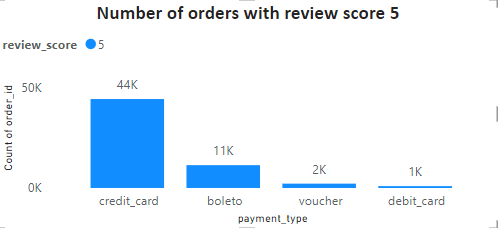 Number of orders with review score 5
review_score 5
Count of order_id
50K
0K
44K
11K
2K
1K
credit_card
boleto
voucher
debit_card
payment_type